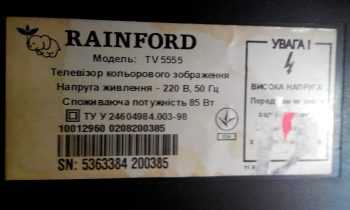 RAINFORD
Модель: TV 5555
Телевізор кольорового зображення
Напруга живлення - 220 В, 50 Гц
Споживаюча потужність 85 Вт
ТУ У 24604984.003-98
10012960 0208200385
SN: 5363384 200385
УВАГА !
ВИСОКА НАПРУГА!